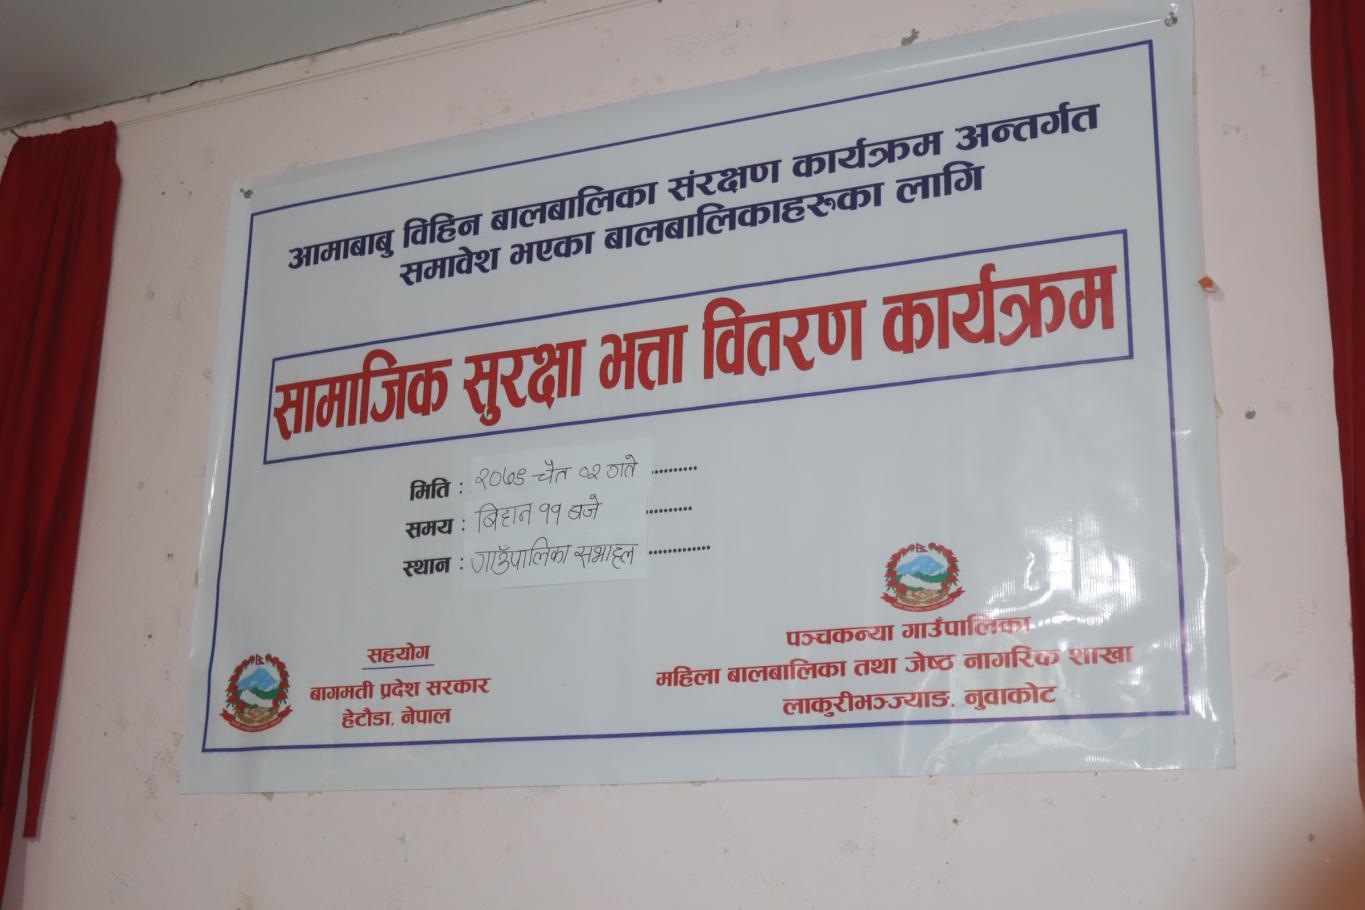 आमाबाबु विहिन बालबालिका संरक्षण कार्यक्रम अन्तर्गत
समावेश भएका बालबालिकाहरुका लागि
सामाजिक सुरक्षा भत्ता वितरण कार्यक्रम
मिति : २०७९ चैत ०२ गते ..........
समय : बिहान ११ बजे ..........
स्थान : गाउँपालिका सभाहल .............
सहयोग
बागमती प्रदेश सरकार
हेटौडा, नेपाल
पञ्चकन्या गाउँपालिका
महिला बालबालिका तथा जेष्ठ नागरिक शाखा
लाकुरीभञ्ज्याङ, नुवाकोट